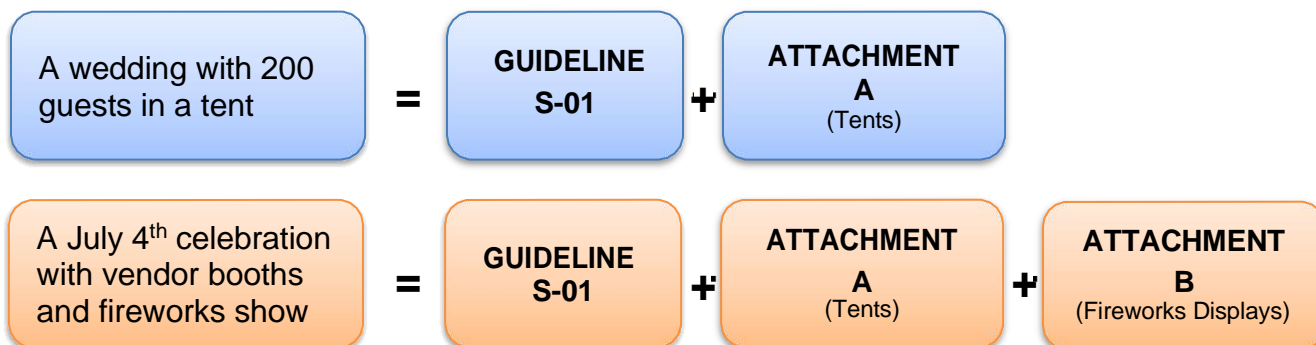 A wedding with 200
guests in a tent
=
GUIDELINE
S-01
+
ATTACHMENT
A
(Tents)
A July 4th celebration
with vendor booths
and fireworks show
=
GUIDELINE
S-01
+
ATTACHMENT
A
(Tents)
+
ATTACHMENT
B
(Fireworks Displays)